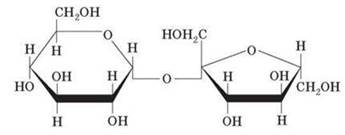 CH₂OH
O HOH₂C O
H H H H
H
OH H O H OH CH₂OH
HO
H OH OH H